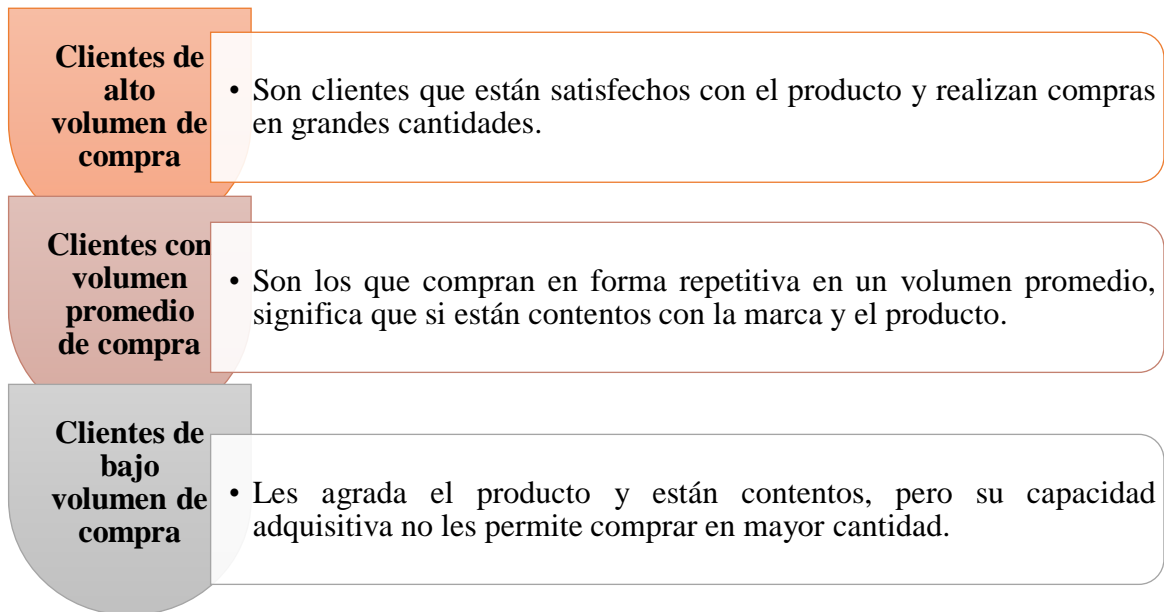 Clientes de
alto
volumen de
compra
• Son clientes que están satisfechos con el producto y realizan compras
en grandes cantidades.
Clientes con
volumen
promedio
de compra
• Son los que compran en forma repetitiva en un volumen promedio,
significa que si están contentos con la marca y el producto.
Clientes de
bajo
volumen de
compra
• Les agrada el producto y están contentos, pero su capacidad
adquisitiva no les permite comprar en mayor cantidad.